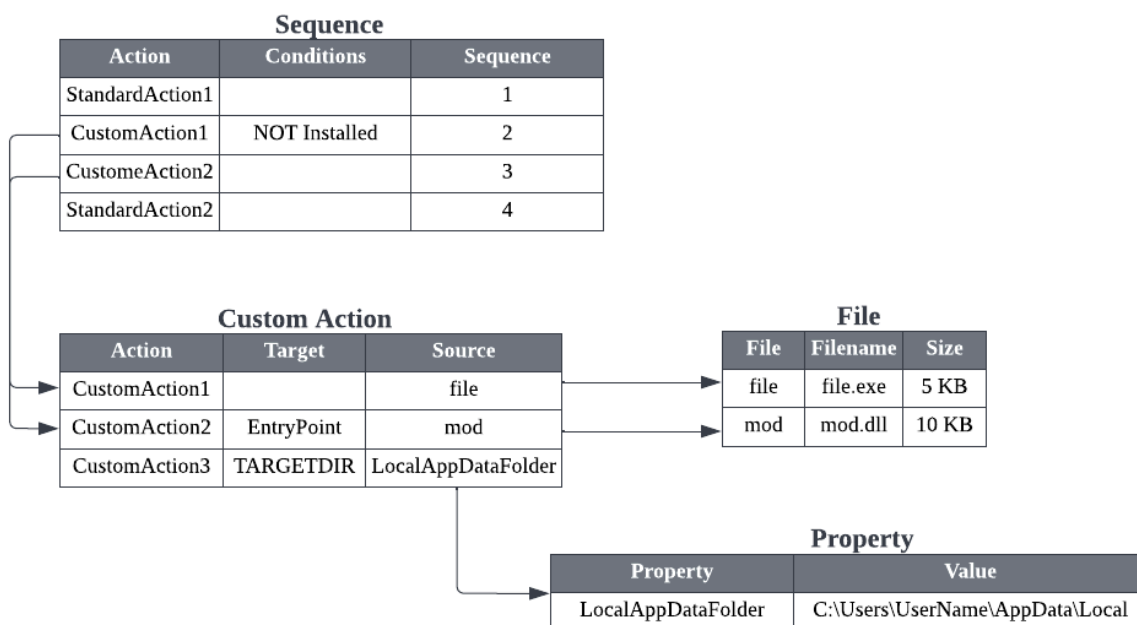 Sequence
Action Conditions Sequence
StandardAction1 1
CustomAction1 NOT Installed 2
CustomeAction2 3
StandardAction2 4
Custom Action
Action Target Source
CustomAction1 file
CustomAction2 EntryPoint mod
CustomAction3 TARGETDIR LocalAppDataFolder
File
File Filename Size
file file.exe 5 KB
mod mod.dll 10 KB
Property
Property Value
LocalAppDataFolder C:\Users\UserName\AppData\Local